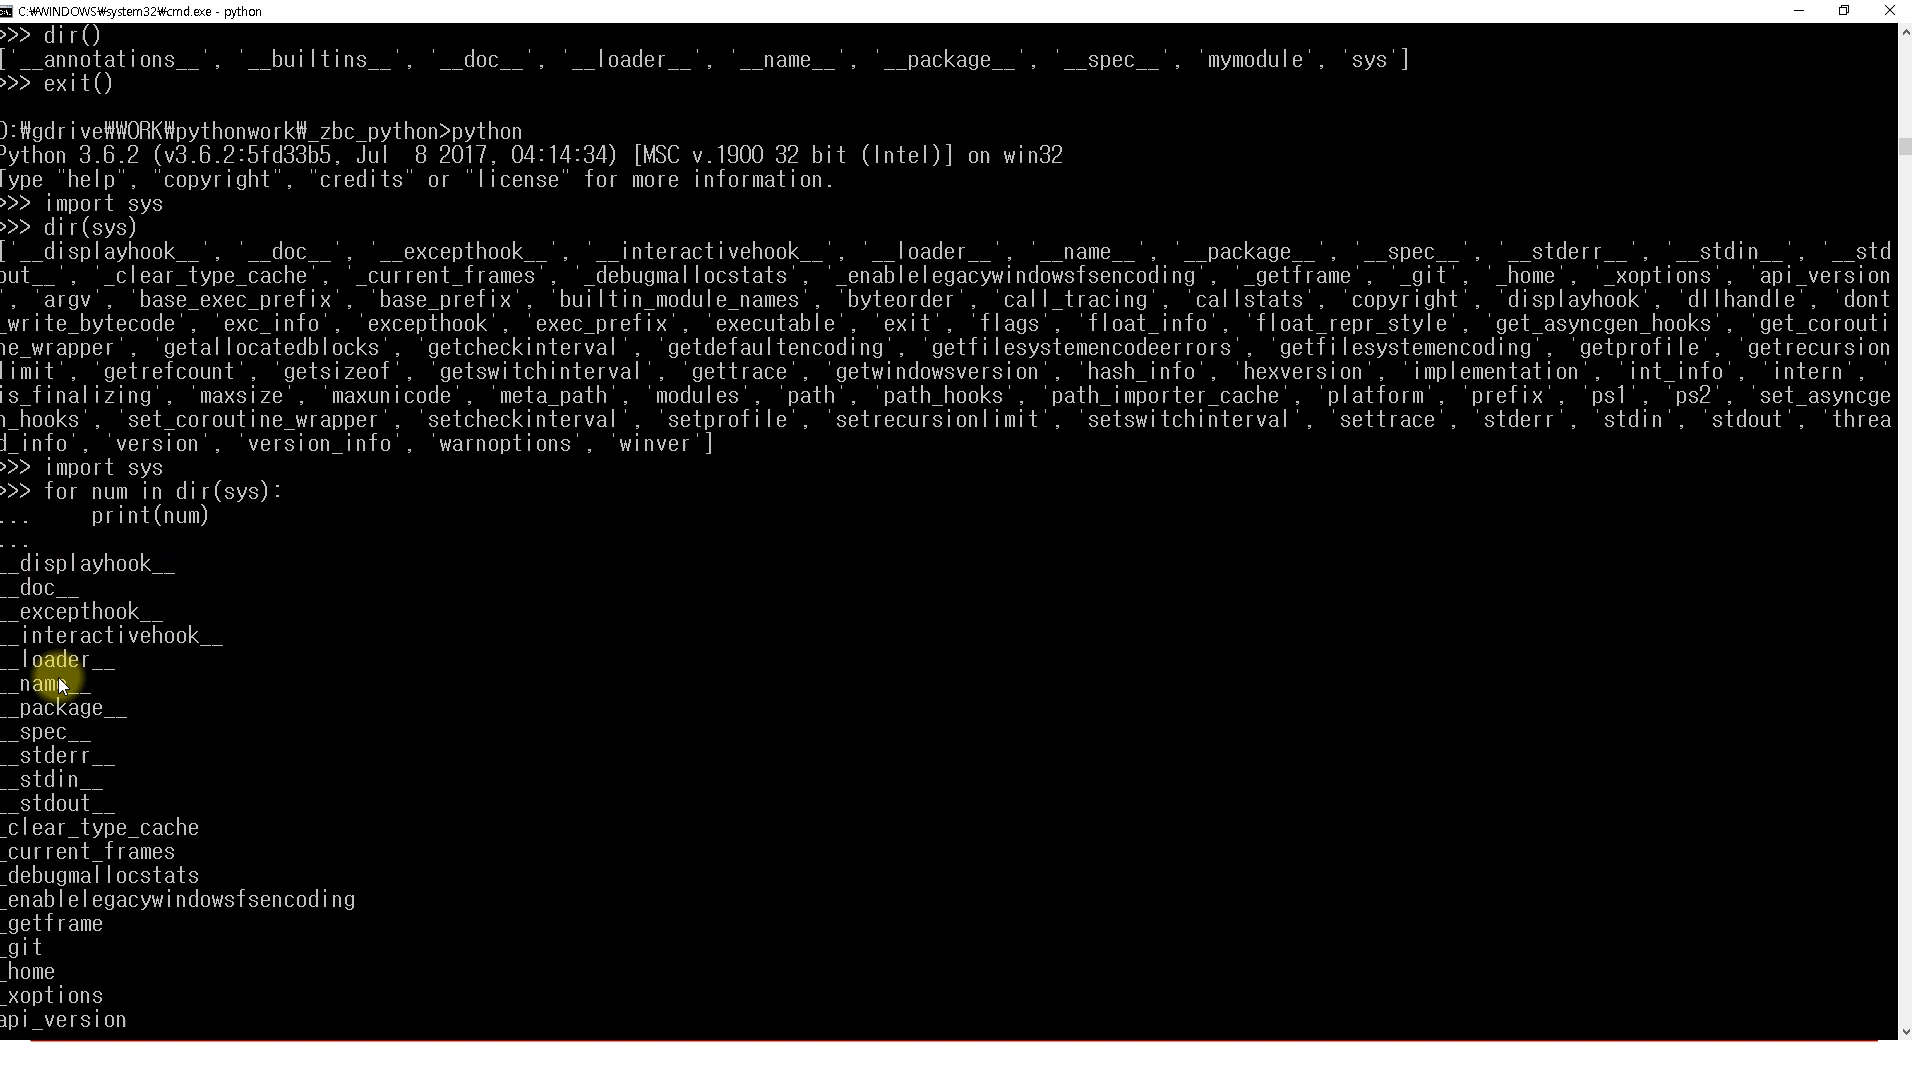 C:₩WINDOWS₩system32₩cmd.exe - python
>>> dir()
['__annotations__', '__builtins__', '__doc__', '__loader__', '__name__', '__package__', '__spec__', 'mymodule', 'sys']
>>> exit()
D:₩gdrive₩WORK₩pythonwork₩_zbc_python>python
Python 3.6.2 (v3.6.2:5fd33b5, Jul  8 2017, 04:14:34) [MSC v.1900 32 bit (Intel)] on win32
Type "help", "copyright", "credits" or "license" for more information.
>>> import sys
>>> dir(sys)
['__displayhook__', '__doc__', '__excepthook__', '__interactivehook__', '__loader__', '__name__', '__package__', '__spec__', '__stderr__', '__stdin__', '__std
out__', '_clear_type_cache', '_current_frames', '_debugmallocstats', '_enablelegacywindowsfsencoding', '_getframe', '_git', '_home', '_xoptions', 'api_version
', 'argv', 'base_exec_prefix', 'base_prefix', 'builtin_module_names', 'byteorder', 'call_tracing', 'callstats', 'copyright', 'displayhook', 'dllhandle', 'dont
_write_bytecode', 'exc_info', 'excepthook', 'exec_prefix', 'executable', 'exit', 'flags', 'float_info', 'float_repr_style', 'get_asyncgen_hooks', 'get_corouti
ne_wrapper', 'getallocatedblocks', 'getcheckinterval', 'getdefaultencoding', 'getfilesystemencodeerrors', 'getfilesystemencoding', 'getprofile', 'getrecursion
limit', 'getrefcount', 'getsizeof', 'getswitchinterval', 'gettrace', 'getwindowsversion', 'hash_info', 'hexversion', 'implementation', 'int_info', 'intern', '
is_finalizing', 'maxsize', 'maxunicode', 'meta_path', 'modules', 'path', 'path_hooks', 'path_importer_cache', 'platform', 'prefix', 'ps1', 'ps2', 'set_asyncge
n_hooks', 'set_coroutine_wrapper', 'setcheckinterval', 'setprofile', 'setrecursionlimit', 'setswitchinterval', 'settrace', 'stderr', 'stdin', 'stdout', 'threa
d_info', 'version', 'version_info', 'warnoptions', 'winver']
>>> import sys
>>> for num in dir(sys):
...     print(num)
...
__displayhook__
__doc__
__excepthook__
__interactivehook__
__loader__
__name__
__package__
__spec__
__stderr__
__stdin__
__stdout__
_clear_type_cache
_current_frames
_debugmallocstats
_enablelegacywindowsfsencoding
_getframe
_git
_home
_xoptions
api_version